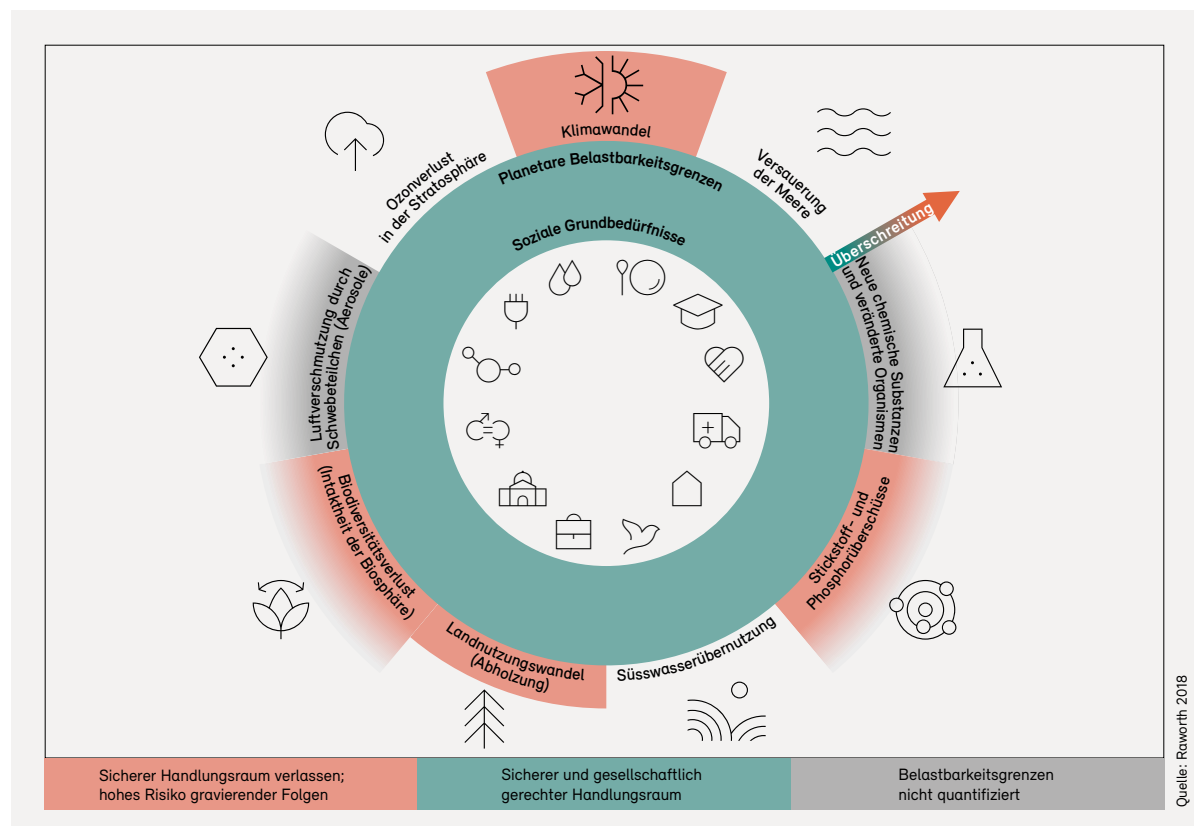 Klimawandel
Planetare Belastbarkeitsgrenzen
Soziale Grundbedürfnisse
Ozonverlust
in der Stratosphäre
Versauerung
der Meere
Überschreitung
Neue chemische Substanzen
und veränderte Organismen
Stickstoff- und
Phosphorüberschüsse
Süsswasserübernutzung
Landnutzungswandel
(Abholzung)
Biodiversitätsverlust
(Intaktheit der Biosphäre)
Luftverschmutzung durch
Schwebeteilchen (Aerosole)
Sicherer Handlungsraum verlassen;
hohes Risiko gravierender Folgen
Sicherer und gesellschaftlich
gerechter Handlungsraum
Belastbarkeitsgrenzen
nicht quantifiziert
Quelle: Raworth 2018